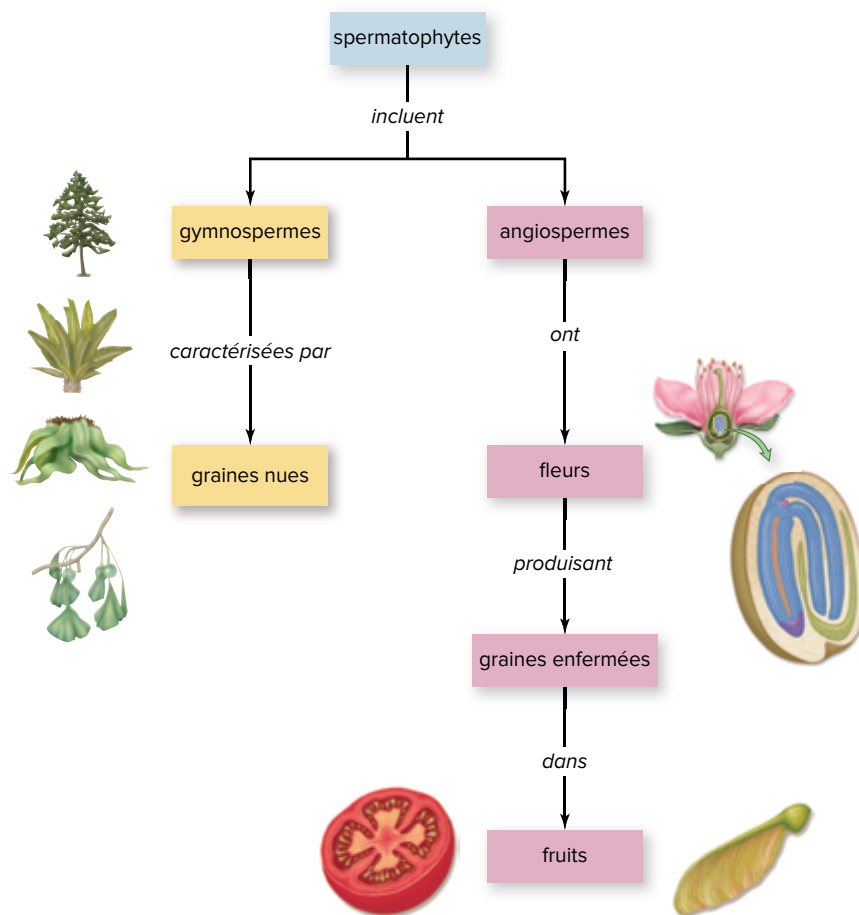 spermatophytes
incluent
gymnospermes
angiospermes
caractérisées par
ont
graines nues
fleurs
produisant
graines enfermées
dans
fruits